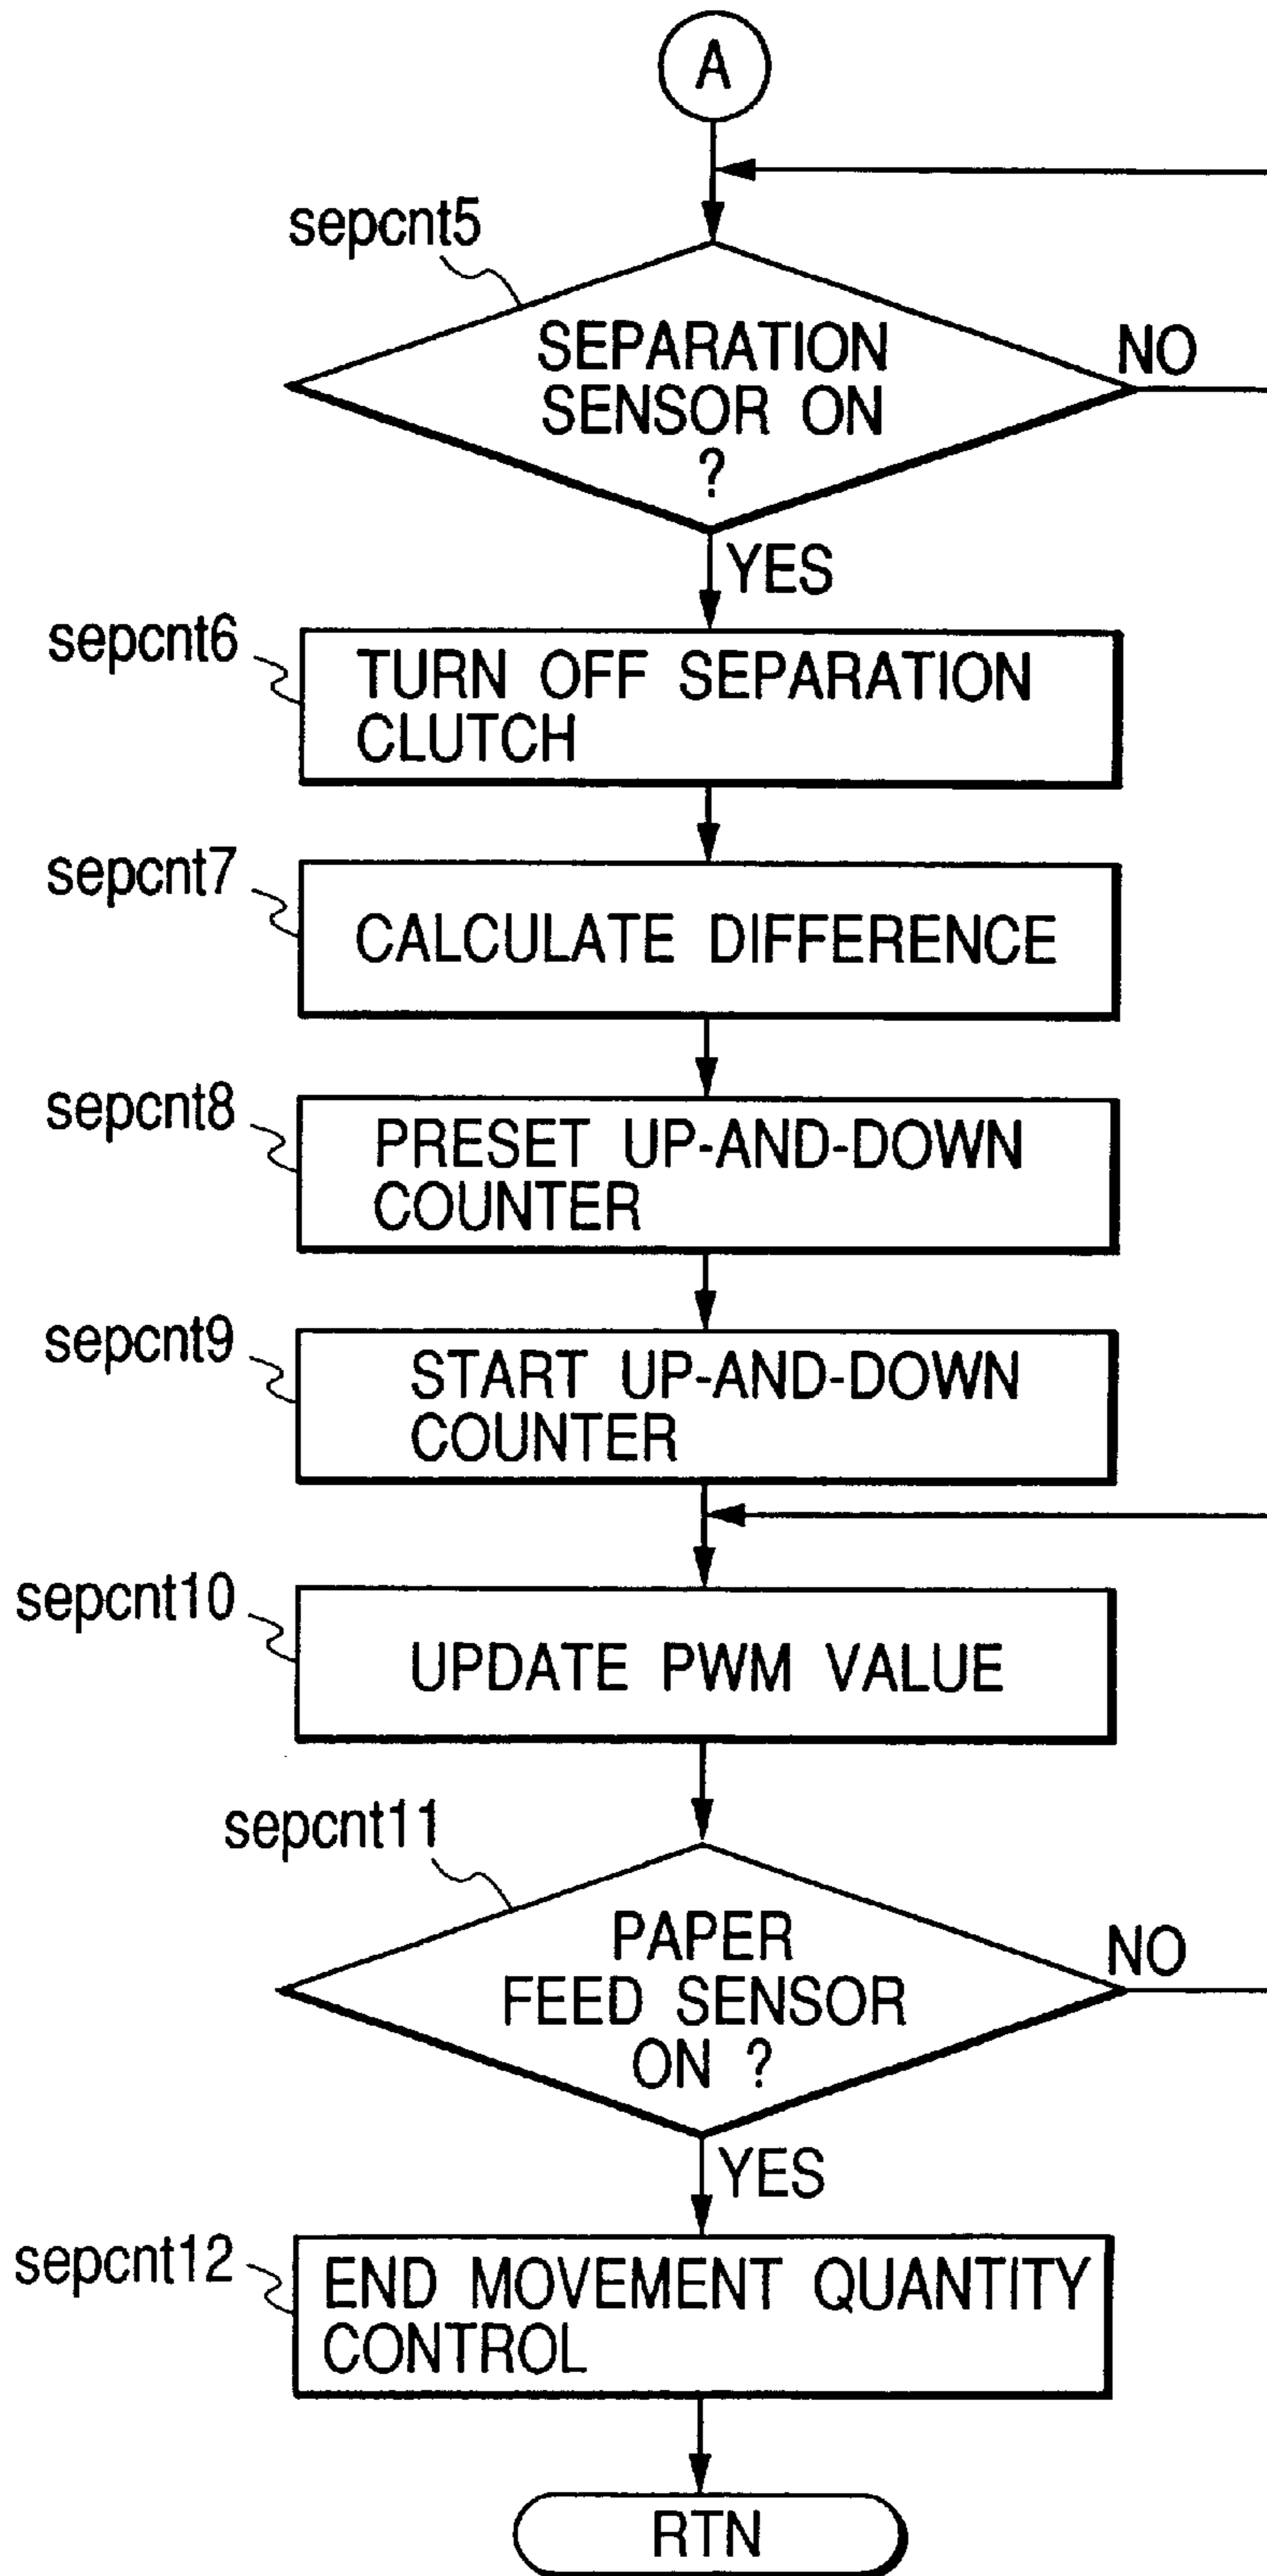 A
sepcnt5
SEPARATION
SENSOR ON
?
NO
YES
sepcnt6
TURN OFF SEPARATION
CLUTCH
sepcnt7
CALCULATE DIFFERENCE
sepcnt8
PRESET UP-AND-DOWN
COUNTER
sepcnt9
START UP-AND-DOWN
COUNTER
sepcnt10
UPDATE PWM VALUE
sepcnt11
PAPER
FEED SENSOR
ON ?
NO
YES
sepcnt12
END MOVEMENT QUANTITY
CONTROL
RTN